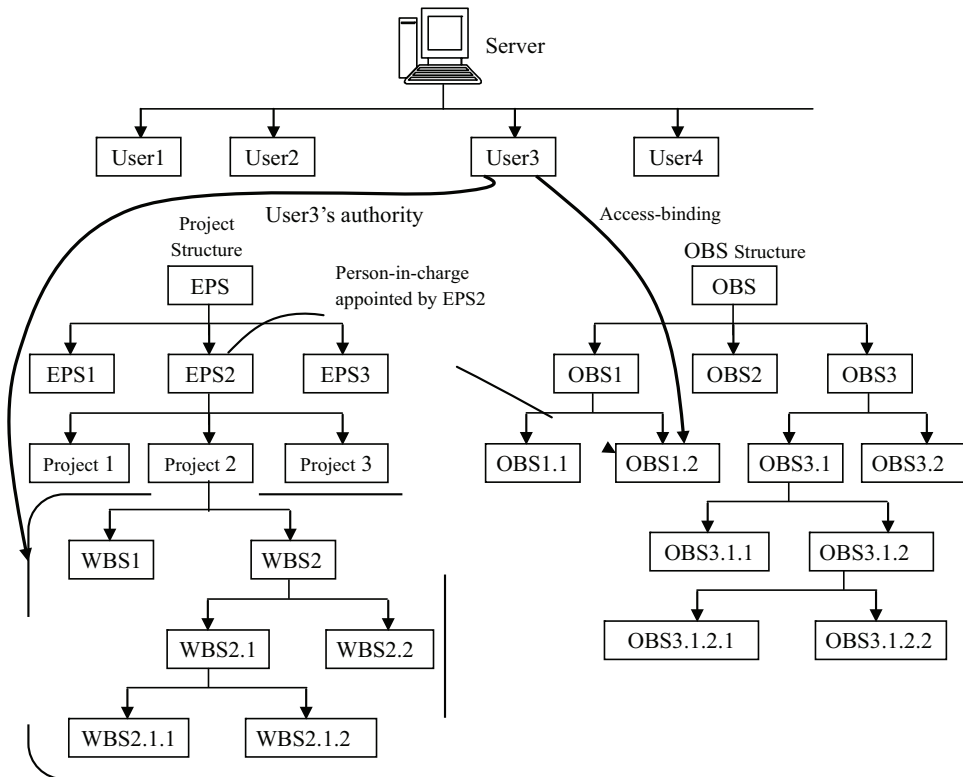 Server
User1
User2
User3
User4
User3's authority
Access-binding
Project
Structure
OBS Structure
EPS
Person-in-charge
appointed by EPS2
OBS
EPS1
EPS2
EPS3
OBS1
OBS2
OBS3
Project 1
Project 2
Project 3
OBS1.1
OBS1.2
OBS3.1
OBS3.2
WBS1
WBS2
OBS3.1.1
OBS3.1.2
WBS2.1
WBS2.2
OBS3.1.2.1
OBS3.1.2.2
WBS2.1.1
WBS2.1.2